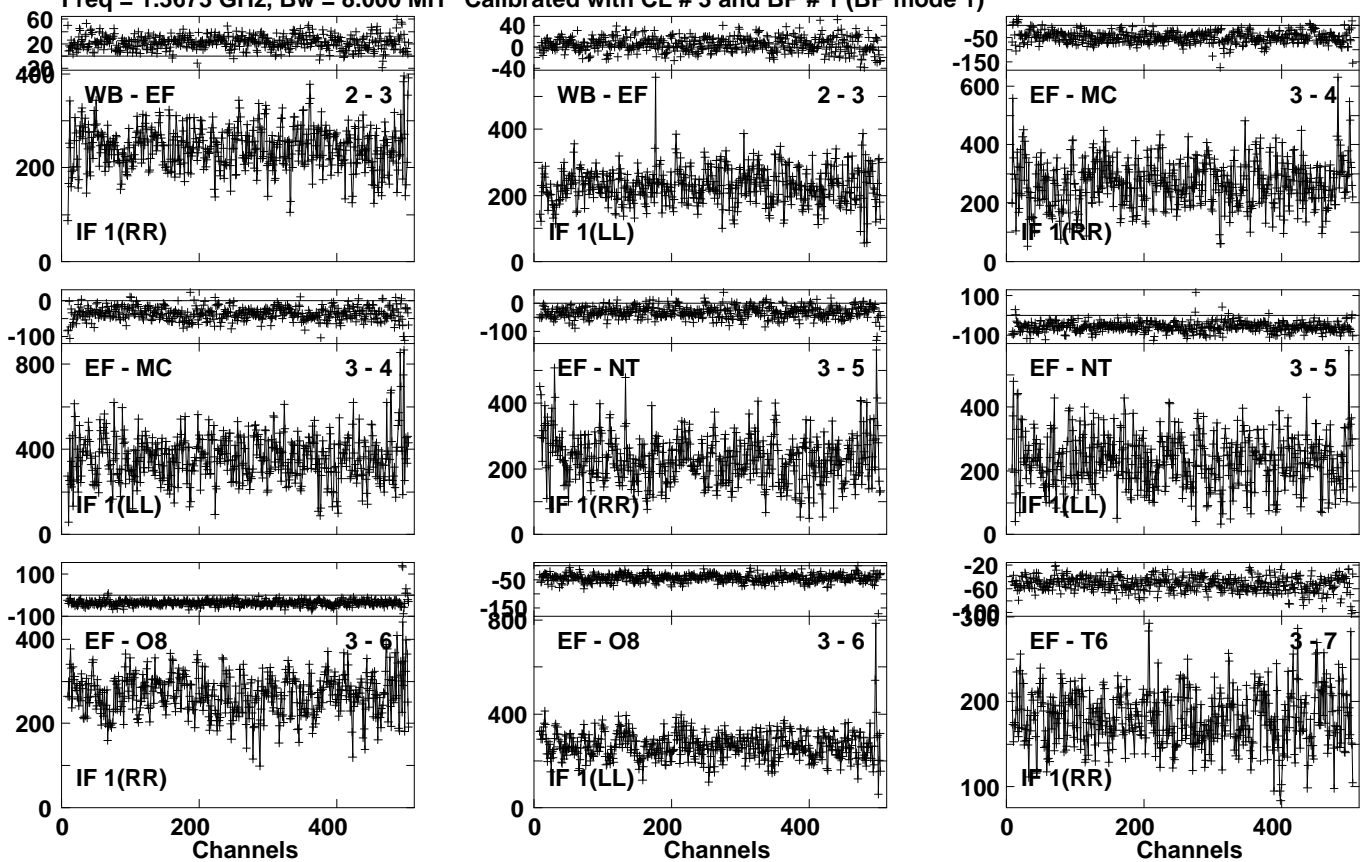 Freq = 1.3673 GHz, Bw = 8.000 MH Calibrated with CL # 3 and BP # 1 (BP mode 1)
60
40
20
20
400
200
0
WB - EF 2 - 3
IF 1(RR)
40
0
-40
400
200
0
WB - EF 2 - 3
IF 1(LL)
-50
-150
600
400
200
0
EF - MC 3 - 4
IF 1(RR)
0
-100
800
400
200
0
EF - MC 3 - 4
IF 1(LL)
0
-100
400
200
0
EF - NT 3 - 5
IF 1(RR)
100
-100
400
200
0
EF - NT 3 - 5
IF 1(LL)
100
-100
400
200
0
EF - O8 3 - 6
IF 1(RR)
0 200 400
Channels
-50
-150
800
400
0
EF - O8 3 - 6
IF 1(LL)
0 200 400
Channels
-20
-60
-100
300
200
100
EF - T6 3 - 7
IF 1(RR)
0 200 400
Channels